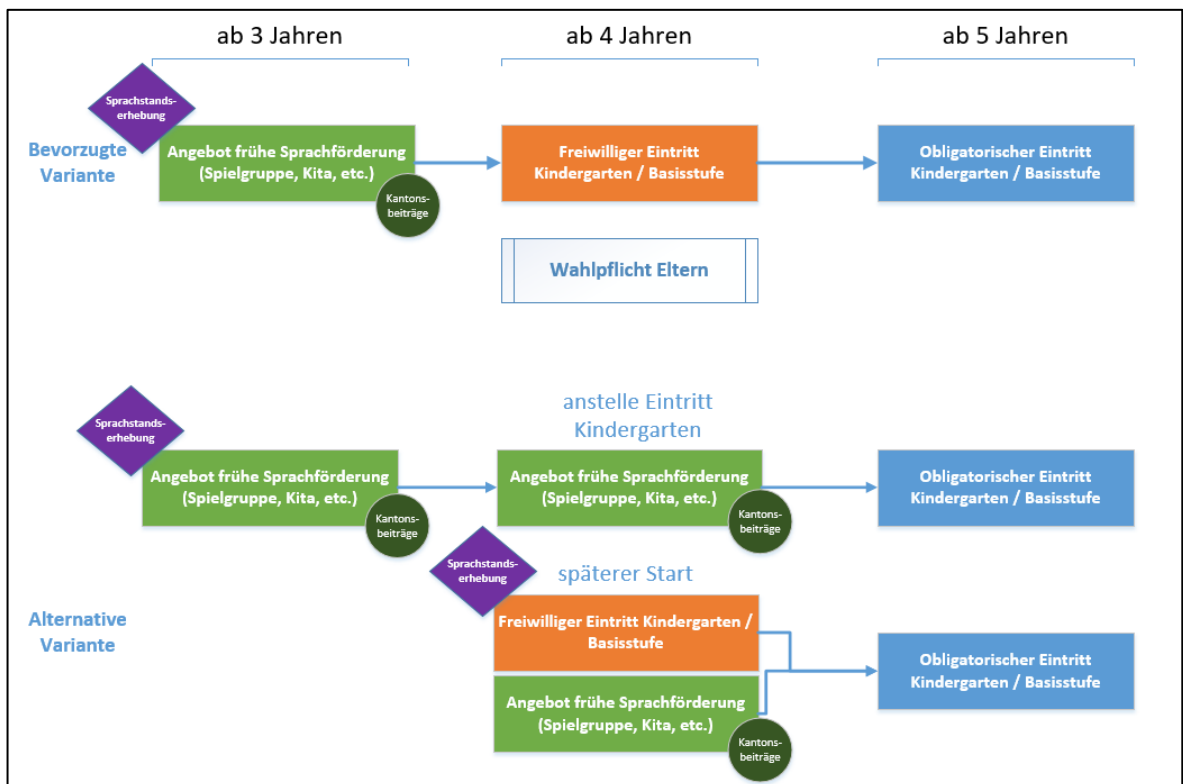 ab 3 Jahren
ab 4 Jahren
ab 5 Jahren
Sprachstands-
erhebung
Bevorzugte
Variante
Angebot frühe Sprachförderung
(Spielgruppe, Kita, etc.)
Kantons-
beiträge
Freiwilliger Eintritt
Kindergarten / Basisstufe
Obligatorischer Eintritt
Kindergarten / Basisstufe
Wahlpflicht Eltern
anstelle Eintritt
Kindergarten
Sprachstands-
erhebung
Angebot frühe Sprachförderung
(Spielgruppe, Kita, etc.)
Kantons-
beiträge
Angebot frühe Sprachförderung
(Spielgruppe, Kita, etc.)
Kantons-
beiträge
Obligatorischer Eintritt
Kindergarten / Basisstufe
Sprachstands-
erhebung
späterer Start
Alternative
Variante
Freiwilliger Eintritt Kindergarten /
Basisstufe
Angebot frühe Sprachförderung
(Spielgruppe, Kita, etc.)
Kantons-
beiträge
Obligatorischer Eintritt
Kindergarten / Basisstufe